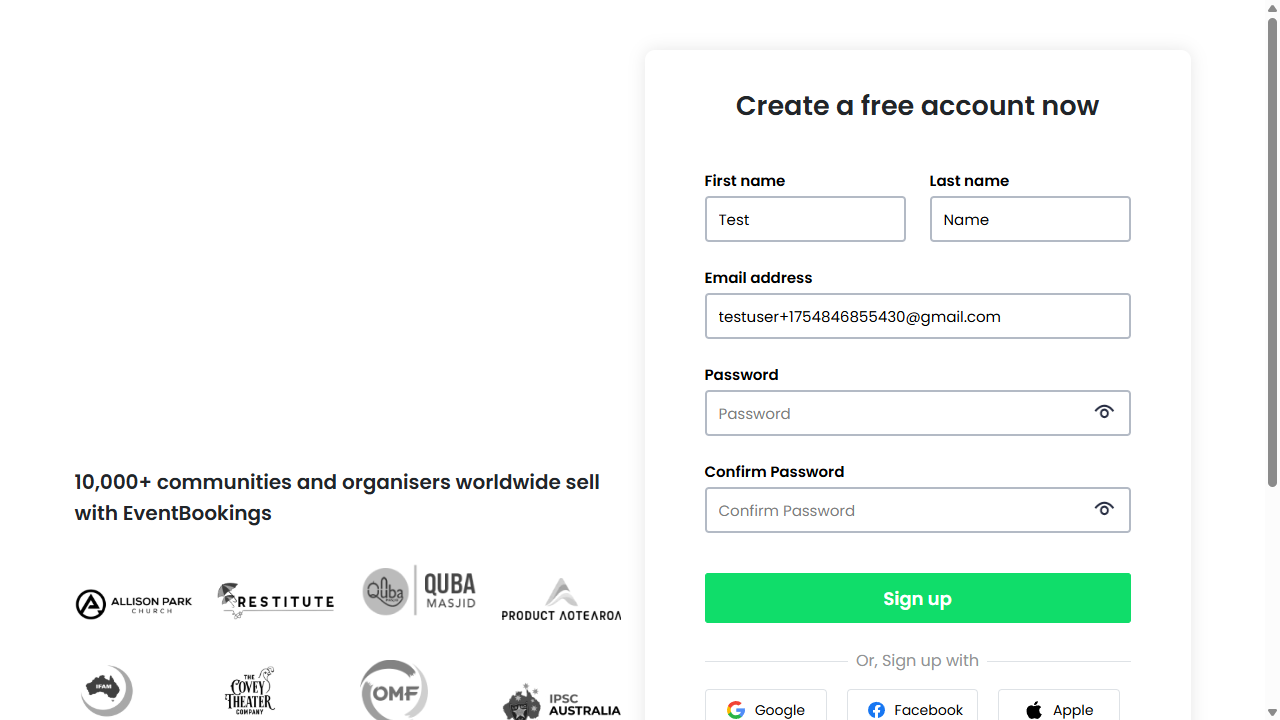 Create a free account now
First name
Last name
Test
Name
Email address
testuser+1754846855430@gmail.com
Password
Password
Confirm Password
Confirm Password
Sign up
Or, Sign up with
Google
Facebook
Apple
10,000+ communities and organisers worldwide sell
with EventBookings
ALLISON PARK
CHURCH
RESTITUTE
Quba
QUBA
MASJID
PRODUCT AOTEAROA
IFAM
THE
COVEY
THEATER
COMPANY
OMF
IPSC
AUSTRALIA